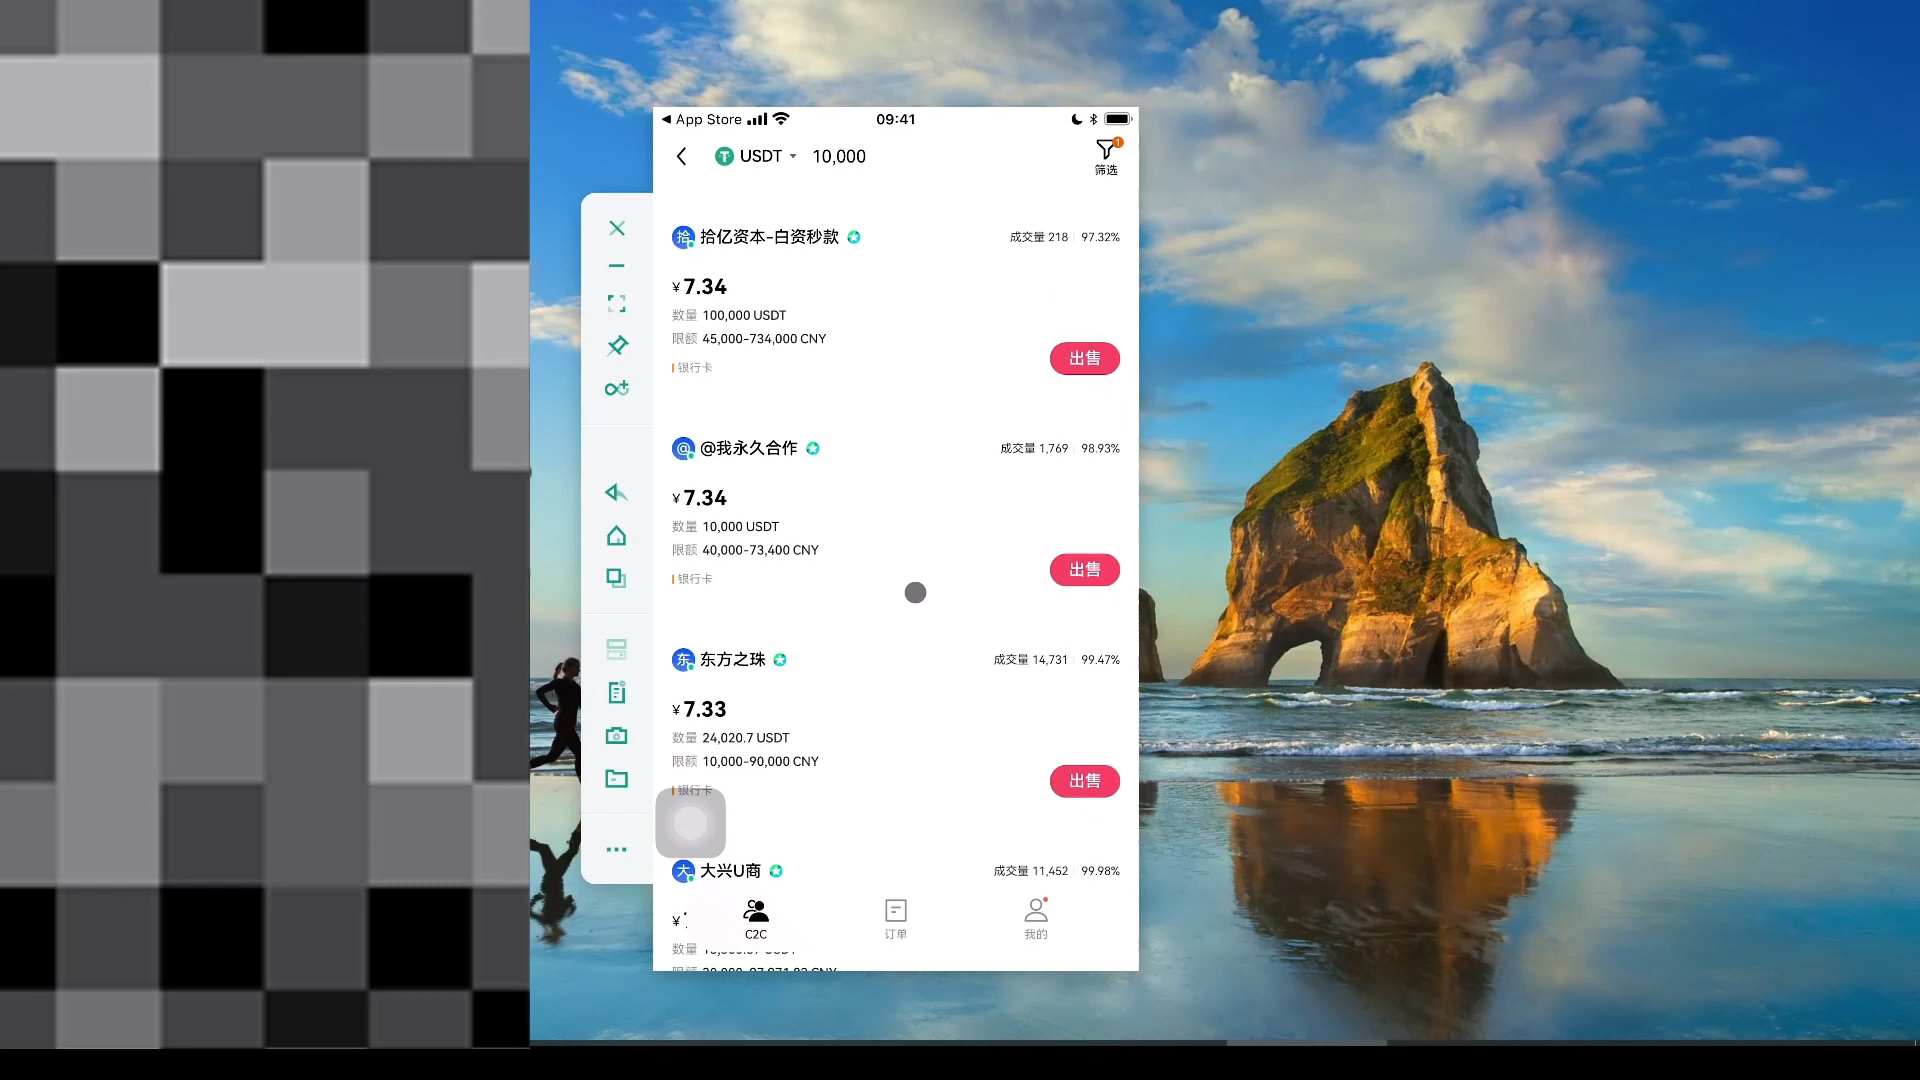 App Store 09:41
USDT 10,000
筛选
1
拾 拾亿资本-白资秒款 成交量 218 97.32%
¥ 7.34
数量 100,000 USDT
限额 45,000-734,000 CNY
银行卡
出售
@ @我永久合作 成交量 1,769 98.93%
¥ 7.34
数量 10,000 USDT
限额 40,000-73,400 CNY
银行卡
出售
东 东方之珠 成交量 14,731 99.47%
¥ 7.33
数量 24,020.7 USDT
限额 10,000-90,000 CNY
银行卡
出售
大 大兴U商 成交量 11,452 99.98%
¥
数量
C2C
订单
我的